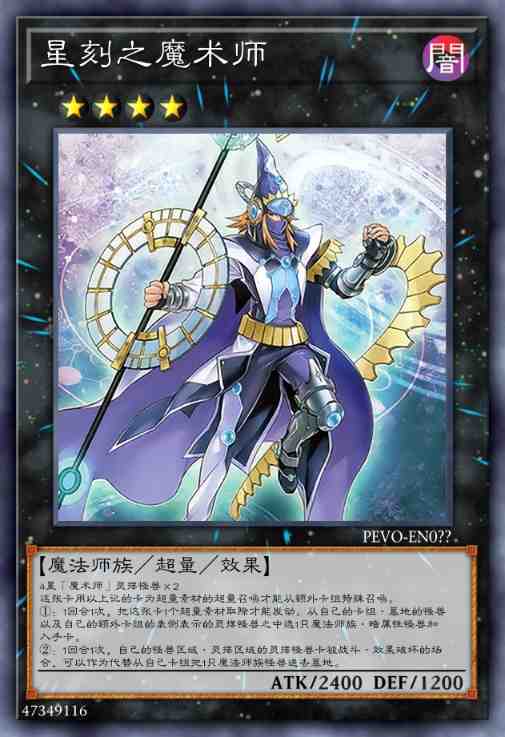 星刻之魔术师
闇
PEVO-EN0??
【魔法师族／超量／效果】
4星「魔术师」灵摆怪兽×2
这张卡用以上记的卡为超量素材的超量召唤才能从额外卡组特殊召唤。
①：1回合1次，把这张卡1个超量素材取除才能发动。从自己的卡组·墓地的怪兽
以及自己的额外卡组的表侧表示的灵摆怪兽之中选1只魔法师族·暗属性怪兽加
入手卡。
②：1回合1次，自己的怪兽区域·灵摆区域的灵摆怪兽卡被战斗·效果破坏的场
合，可以作为代替从自己卡组把1只魔法师族怪兽送去墓地。
ATK/2400 DEF/1200
47349116